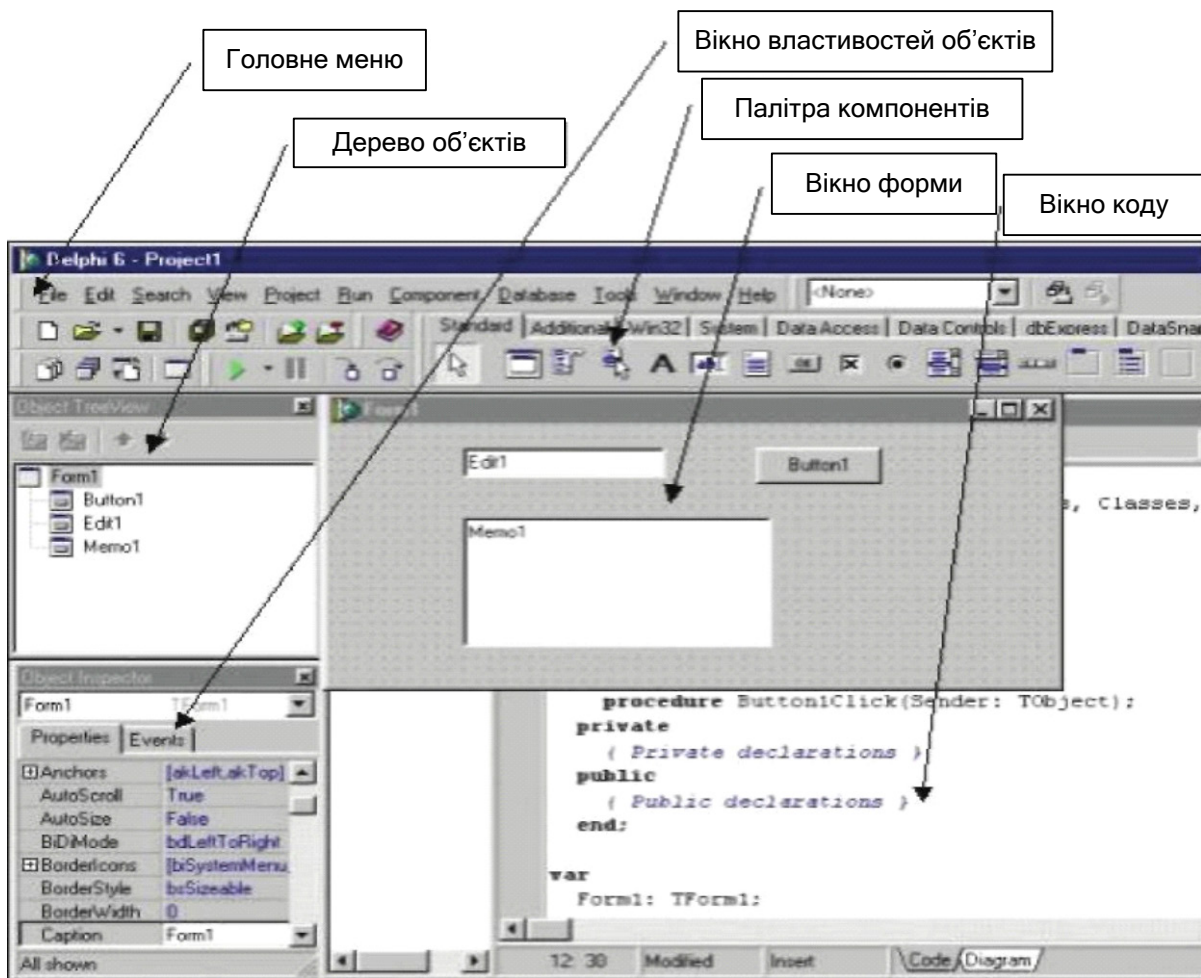 Головне меню
Вікно властивостей об’єктів
Палітра компонентів
Дерево об’єктів
Вікно форми
Вікно коду
Delphi 6 - Project1
File Edit Search View Project Run Component Database Tools Window Help <None>
Standard Additional Win32 System Data Access Data Controls dbExpress DataSnap
Object TreeView
Form1
Button1
Edit1
Memo1
Form1
Edit1
Button1
Memo1
s, Classes,
Object Inspector
Form1 TForm1
Properties Events
Anchors [akLeft,akTop]
AutoScroll True
AutoSize False
BiDiMode bdLeftToRight
BorderIcons [biSystemMenu,
BorderStyle bsSizeable
BorderWidth 0
Caption Form1
All shown
procedure Button1Click(Sender: TObject);
private
{ Private declarations }
public
{ Public declarations }
end;
var
Form1: TForm1;
12: 30 Modified Insert Code Diagram